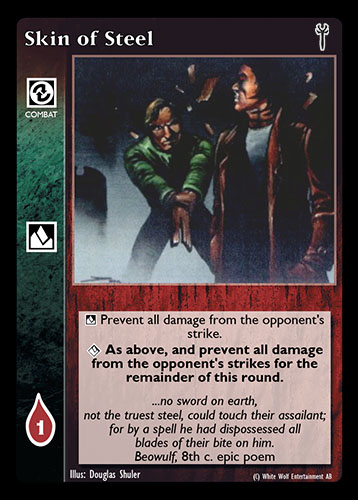 Skin of Steel
COMBAT
Prevent all damage from the opponent's
strike.
As above, and prevent all damage
from the opponent's strikes for the
remainder of this round.
...no sword on earth,
not the truest steel, could touch their assailant;
for by a spell he had dispossessed all
blades of their bite on him.
Beowulf, 8th c. epic poem
1
Illus: Douglas Shuler
(C) White Wolf Entertainment AB